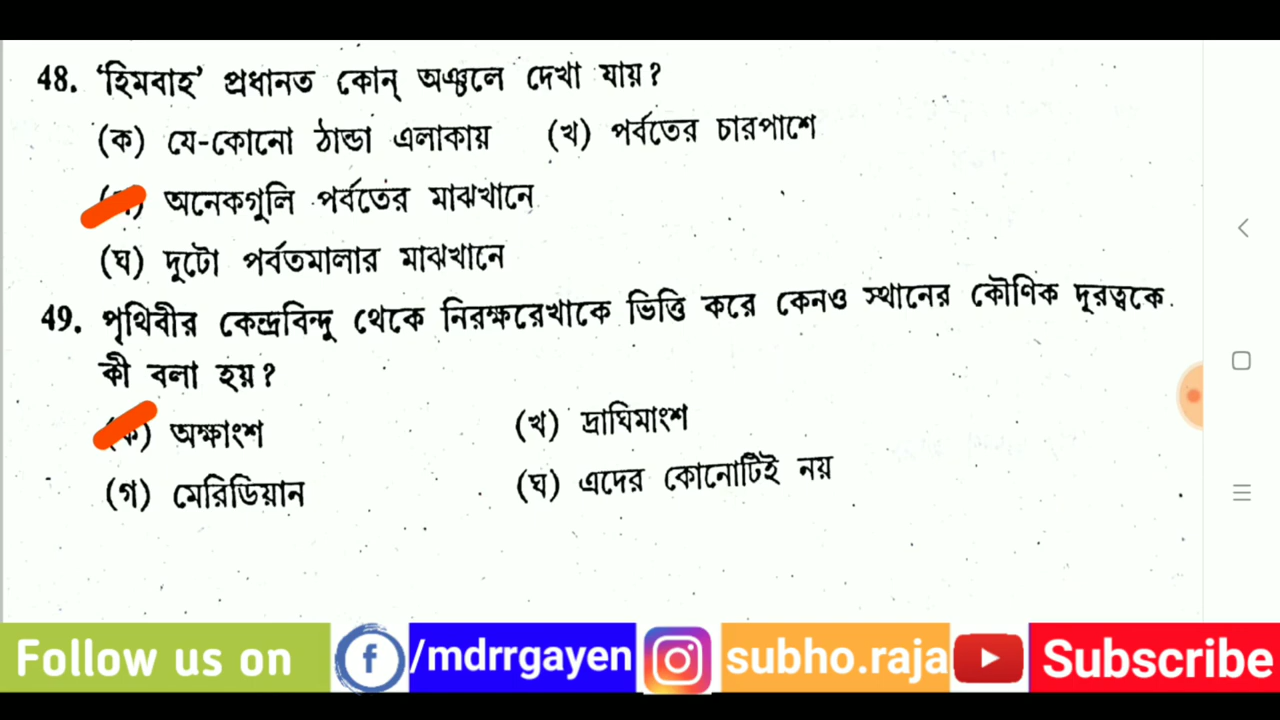 48. ‘হিমবাহ’ প্রধানত কোন্ অঞ্চলে দেখা যায়?
(ক) যে-কোনো ঠান্ডা এলাকায় (খ) পর্বতের চারপাশে
অনেকগুলি পর্বতের মাঝখানে
(ঘ) দুটো পর্বতমালার মাঝখানে
49. পৃথিবীর কেন্দ্রবিন্দু থেকে নিরক্ষরেখাকে ভিত্তি করে কেনও স্থানের কৌণিক দূরত্বকে
কী বলা হয়?
(ক) অক্ষাংশ (খ) দ্রাঘিমাংশ
(গ) মেরিডিয়ান (ঘ) এদের কোনোটিই নয়
Follow us on f /mdrrgayen subho.raja Subscribe